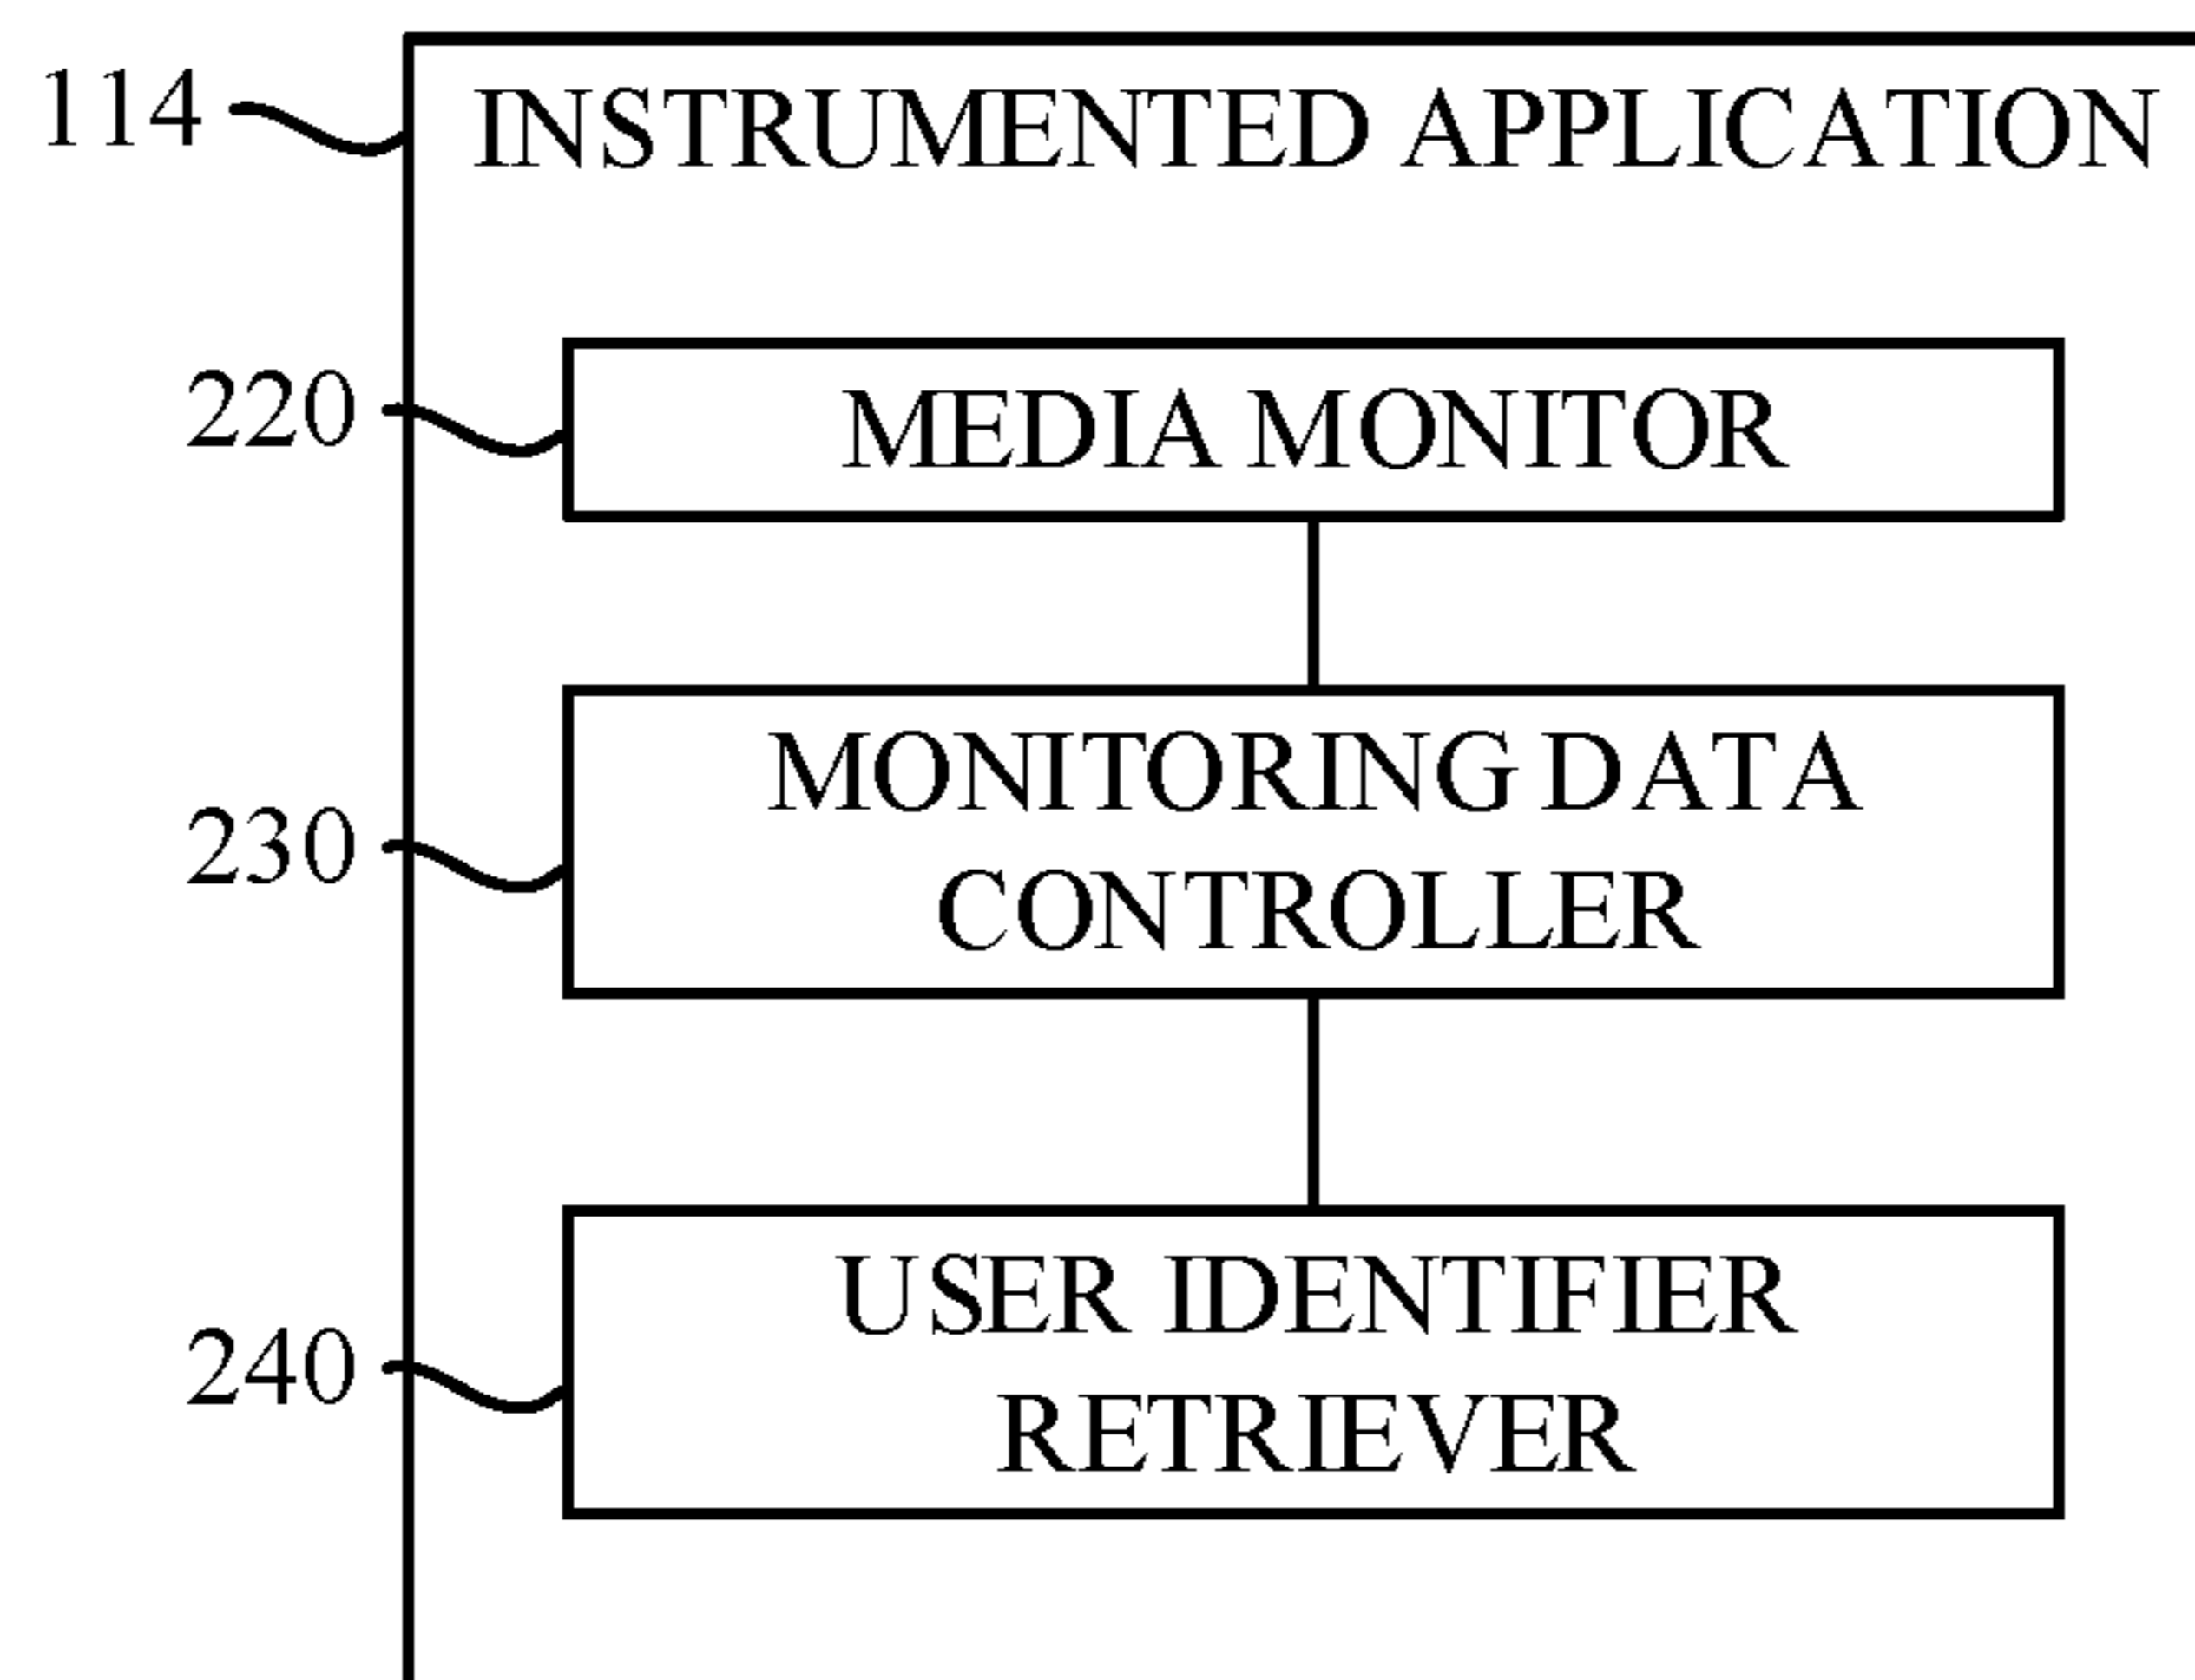 114 INSTRUMENTED APPLICATION
220 MEDIA MONITOR
MONITORING DATA
230
CONTROLLER
USER IDENTIFIER
240
RETRIEVER